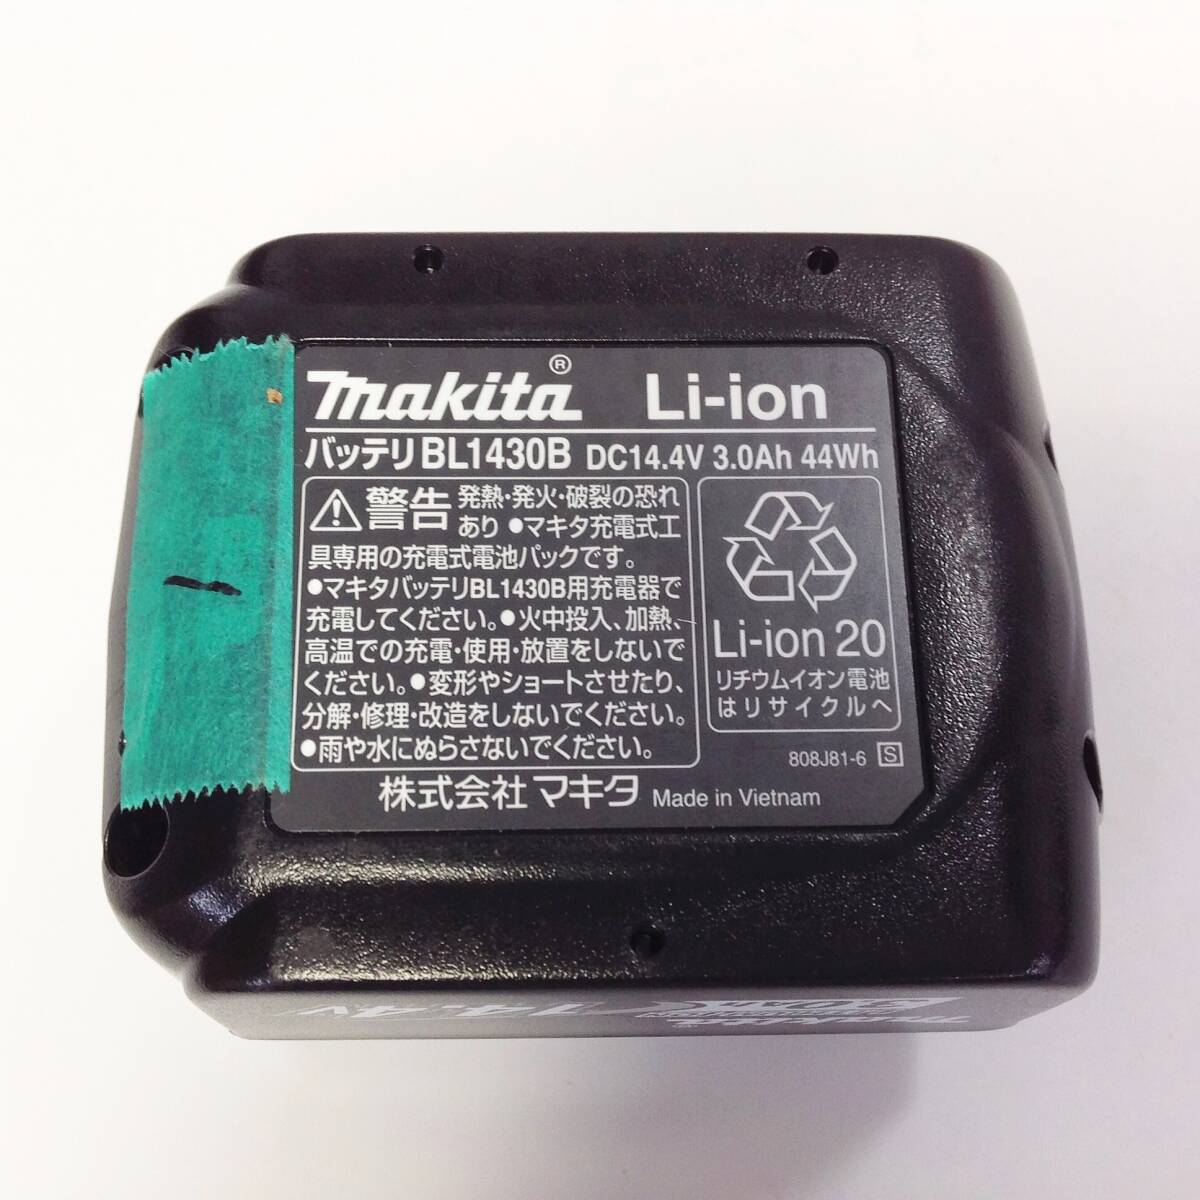 makita® Li-ion
バッテリ BL1430B DC14.4V 3.0Ah 44Wh
⚠警告 発熱・発火・破裂の恐れ
あり ●マキタ充電式工
具専用の充電式電池パックです。
●マキタバッテリBL1430B用充電器で
充電してください。●火中投入、加熱、
高温での充電・使用・放置をしないで
ください。●変形やショートさせたり、
分解・修理・改造をしないでください。
●雨や水にぬらさないでください。
Li-ion 20
リチウムイオン電池
はリサイクルへ
808J81-6 S
株式会社 マキタ Made in Vietnam
makita®
14.4V
3.0Ah